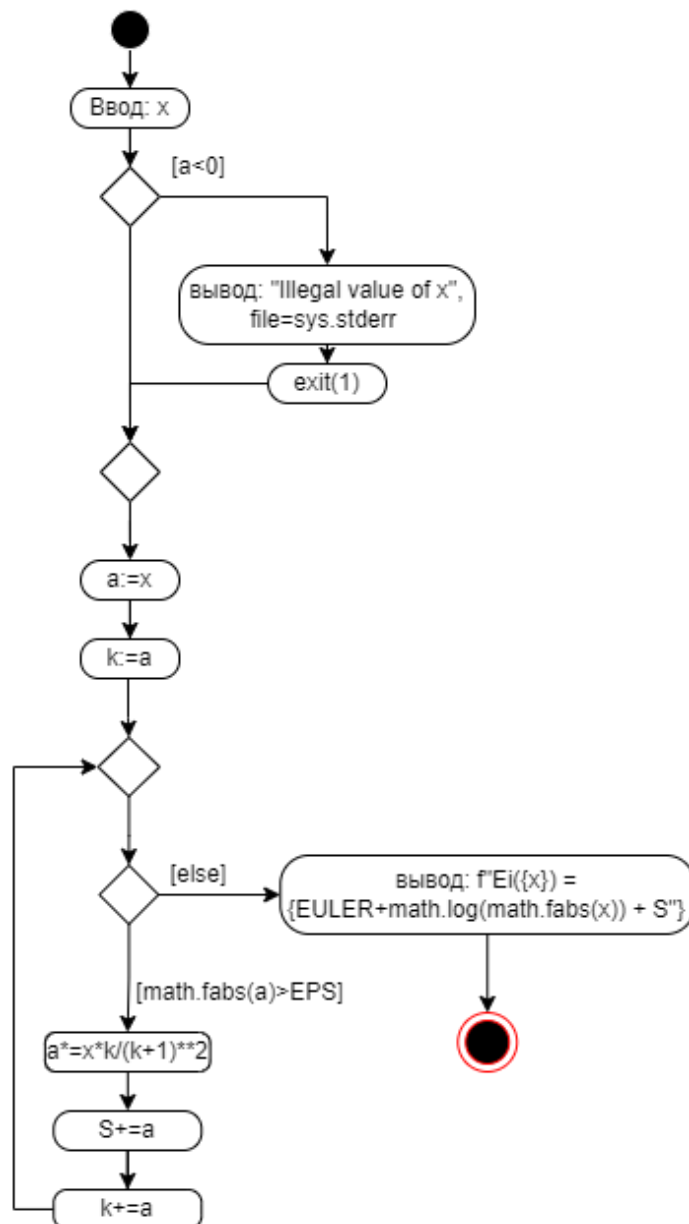 Ввод: x
[a<0]
вывод: "Illegal value of x",
file=sys.stderr
exit(1)
a:=x
k:=a
[else]
вывод: f"Ei({x}) =
{EULER+math.log(math.fabs(x)) + S"}
[math.fabs(a)>EPS]
a*=x*k/(k+1)**2
S+=a
k+=a